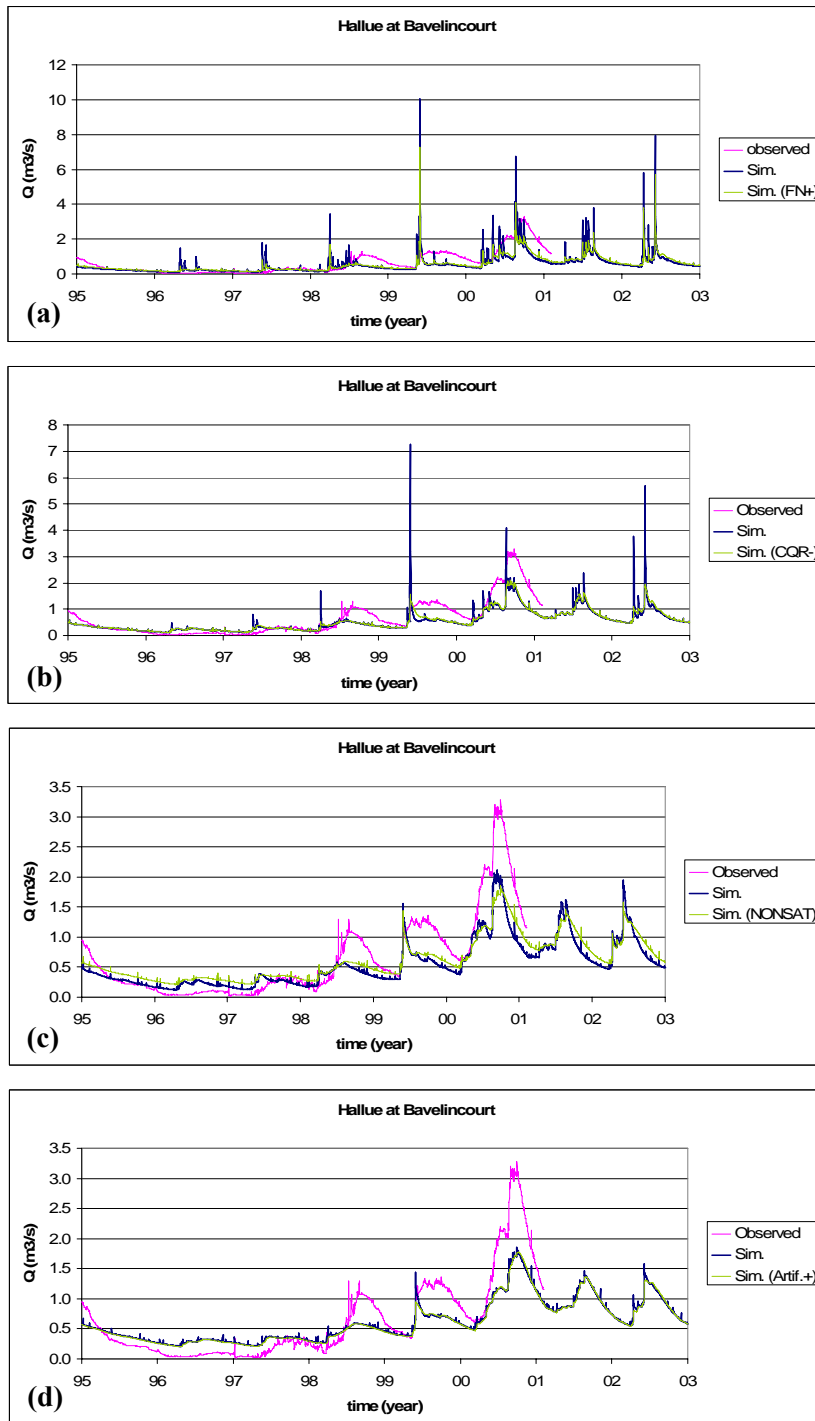 Hallue at Bavelincourt
12
10
8
6
4
2
0
Q (m3/s)
95 96 97 98 99 00 01 02 03
time (year)
observed
Sim.
Sim. (FN+)
(a)
Hallue at Bavelincourt
8
7
6
5
4
3
2
1
0
Q (m3/s)
95 96 97 98 99 00 01 02 03
time (year)
Observed
Sim.
Sim. (CQR-)
(b)
Hallue at Bavelincourt
3.5
3.0
2.5
2.0
1.5
1.0
0.5
0.0
Q (m3/s)
95 96 97 98 99 00 01 02 03
time (year)
Observed
Sim.
Sim. (NONSAT)
(c)
Hallue at Bavelincourt
3.5
3.0
2.5
2.0
1.5
1.0
0.5
0.0
Q (m3/s)
95 96 97 98 99 00 01 02 03
time (year)
Observed
Sim.
Sim. (Artif.+)
(d)